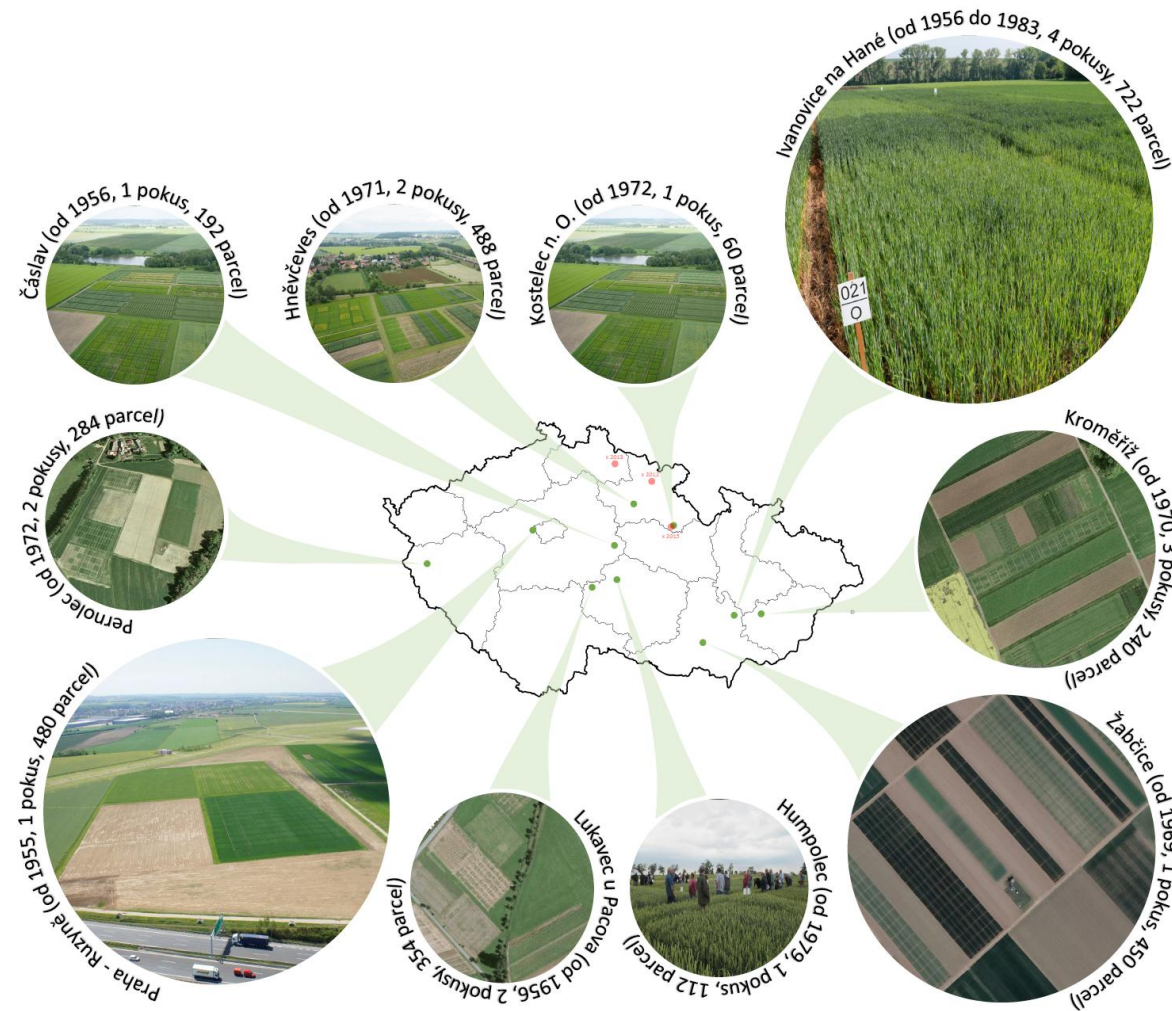 Čáslav (od 1956, 1 pokus, 192 parcel)
Hněvčeves (od 1971, 2 pokusy, 488 parcel)
Kostelec n. O. (od 1972, 1 pokus, 60 parcel)
Ivanovice na Hané (od 1956 do 1983, 4 pokusy, 722 parcel)
021
O
Pernolec (od 1972, 2 pokusy, 284 parcel)
Kroměříž (od 1970, 3 pokusy, 240 parcel)
Praha - Ruzyně (od 1955, 1 pokus, 480 parcel)
Lukavec u Pacova (od 1956, 2 pokusy, 354 parcel)
Humpolec (od 1979, 1 pokus, 112 parcel)
Žabčice (od 1969, 1 pokus, 450 parcel)